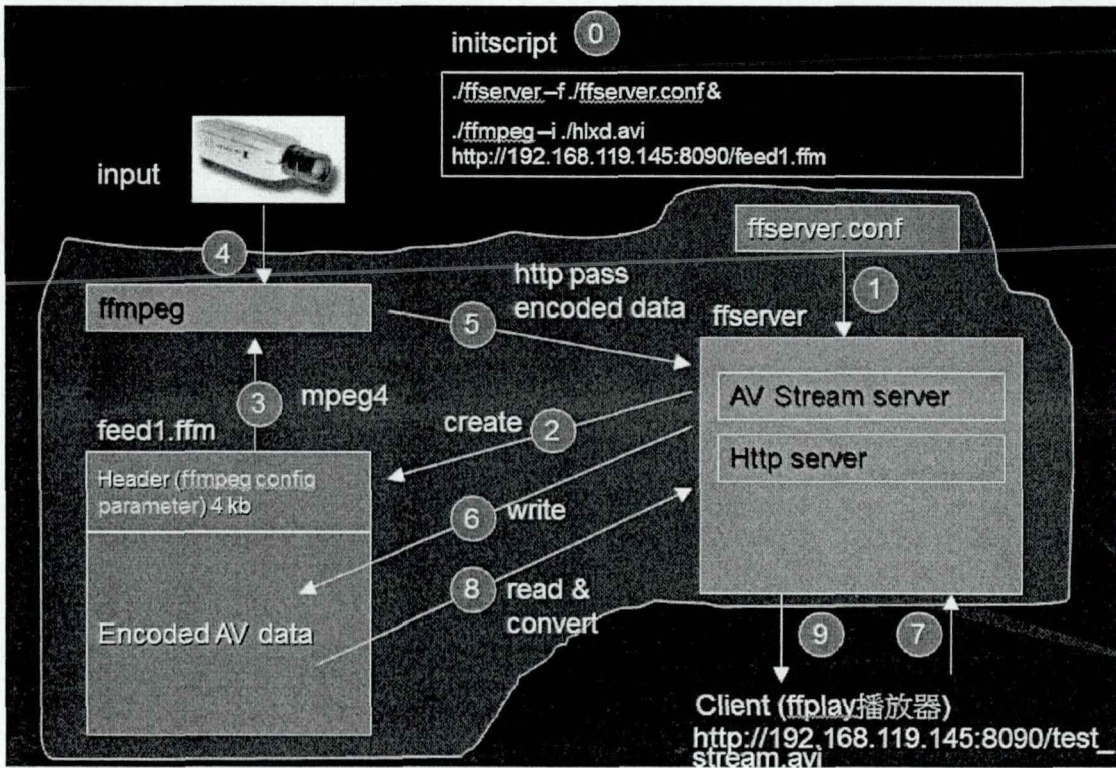 initscript 0
./ffserver –f ./ffserver.conf &
./ffmpeg –i ./hlxd.avi
http://192.168.119.145:8090/feed1.ffm
input
ffserver.conf
4
http pass
encoded data
1
ffmpeg
5
ffserver
3
mpeg4
AV Stream server
create 2
feed1.ffm
Http server
Header (ffmpeg config
parameter) 4 kb
6 write
8 read &
convert
Encoded AV data
9
7
Client (ffplay播放器)
http://192.168.119.145:8090/test_
stream.avi